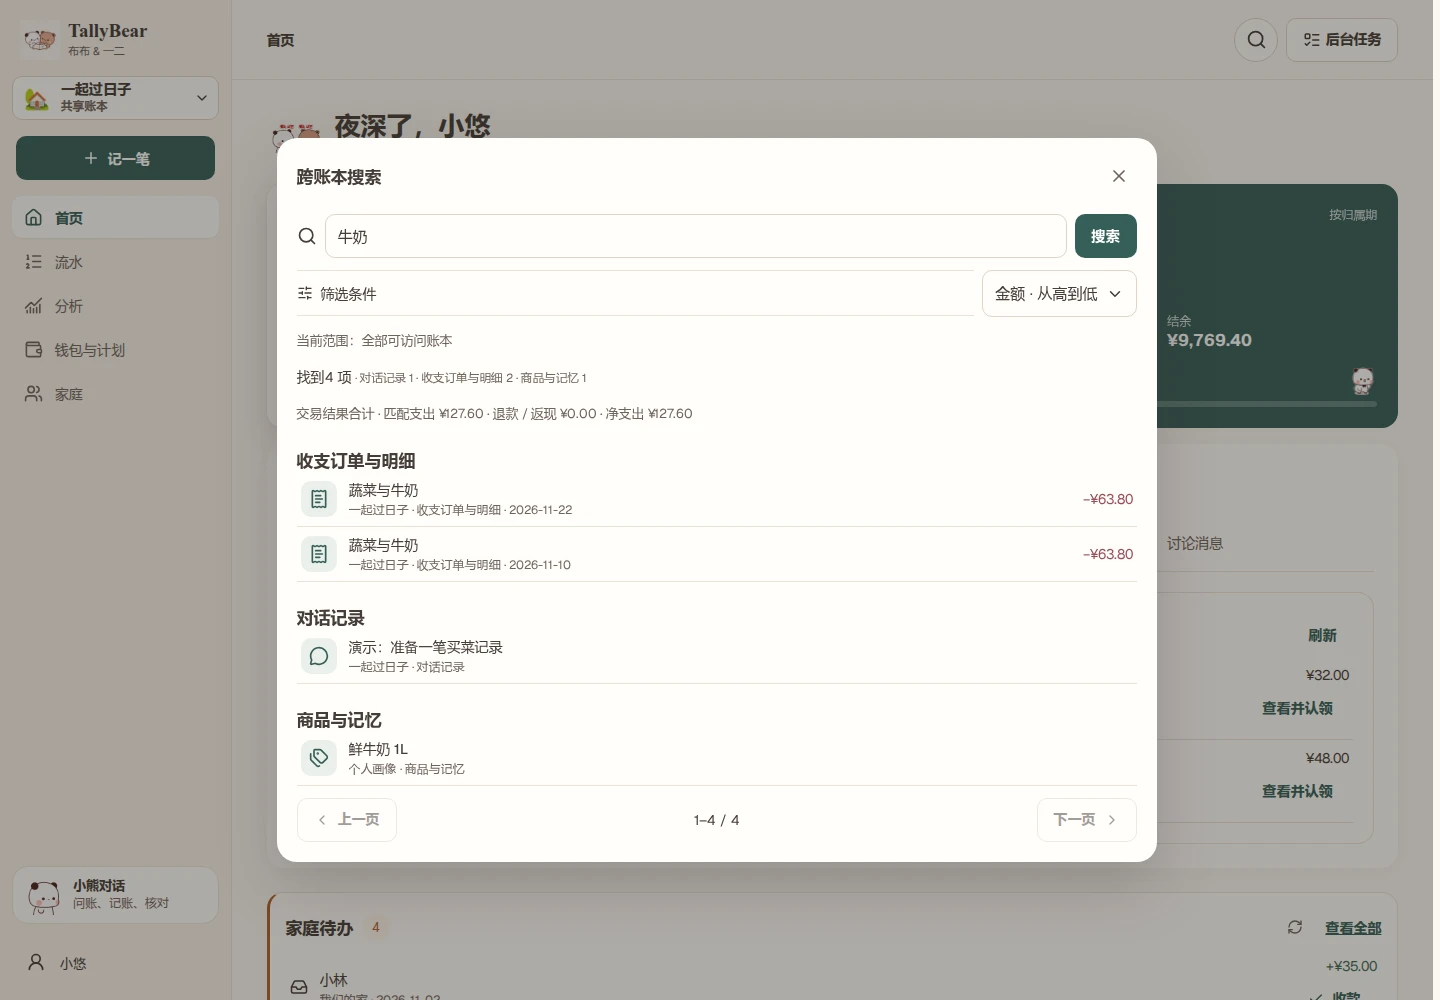 TallyBear
布布 & 一二
一起过日子
共享账本
记一笔
首页
流水
分析
钱包与计划
家庭
小熊对话
问账、记账、核对
小悠
首页
后台任务
夜深了，小悠
按归属期
结余
¥9,769.40
跨账本搜索
牛奶
搜索
筛选条件
金额 · 从高到低
当前范围：全部可访问账本
找到4 项 · 对话记录 1 · 收支订单与明细 2 · 商品与记忆 1
交易结果合计 · 匹配支出 ¥127.60 · 退款 / 返现 ¥0.00 · 净支出 ¥127.60
收支订单与明细
蔬菜与牛奶
一起过日子 · 收支订单与明细 · 2026-11-22
−¥63.80
蔬菜与牛奶
一起过日子 · 收支订单与明细 · 2026-11-10
−¥63.80
对话记录
演示：准备一笔买菜记录
一起过日子 · 对话记录
商品与记忆
鲜牛奶 1L
个人画像 · 商品与记忆
上一页
1–4 / 4
下一页
讨论消息
刷新
¥32.00
查看并认领
¥48.00
查看并认领
家庭待办 4
查看全部
小林
我们的家 · 2026-11-02
+¥35.00
收款